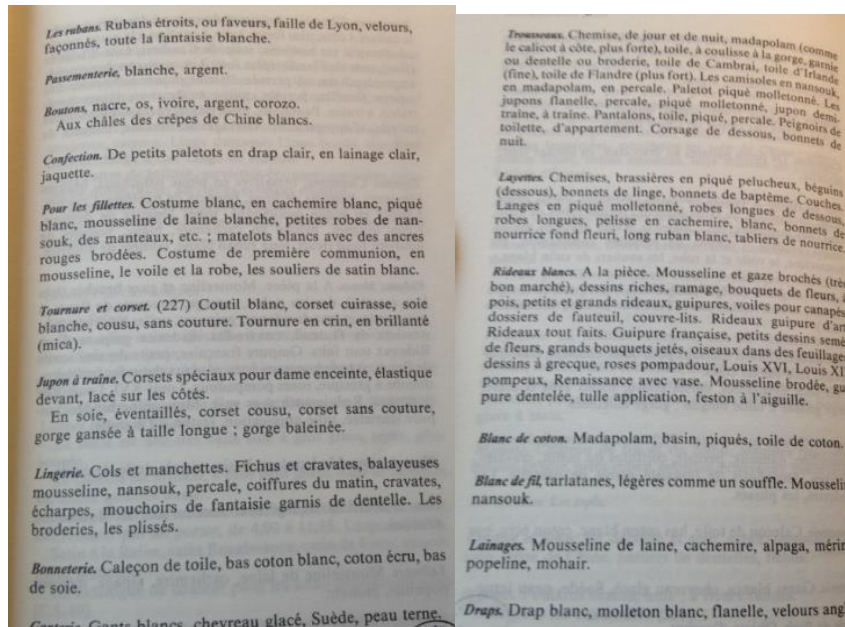 Les rubans. Rubans étroits, ou faveurs, faille de Lyon, velours,
façonnés, toute la fantaisie blanche.
Passementerie, blanche, argent.
Boutons, nacre, os, ivoire, argent, corozo.
Aux châles des crêpes de Chine blancs.
Confection. De petits paletots en drap clair, en lainage clair,
jaquette.
Pour les fillettes. Costume blanc, en cachemire blanc, piqué
blanc, mousseline de laine blanche, petites robes de nan-
souk, des manteaux, etc. ; matelots blancs avec des ancres
rouges brodées. Costume de première communion, en
mousseline, le voile et la robe, les souliers de satin blanc.
Tournure et corset. (227) Coutil blanc, corset cuirasse, soie
blanche, cousu, sans couture. Tournure en crin, en brillanté
(mica).
Jupon à traîne. Corsets spéciaux pour dame enceinte, élastique
devant, lacé sur les côtés.
En soie, éventaillés, corset cousu, corset sans couture,
gorge gansée à taille longue ; gorge baleinée.
Lingerie. Cols et manchettes. Fichus et cravates, balayeuses
mousseline, nansouk, percale, coiffures du matin, cravates,
écharpes, mouchoirs de fantaisie garnis de dentelle. Les
broderies, les plissés.
Bonneterie. Caleçon de toile, bas coton blanc, coton écru, bas
de soie.
Ganterie. Gants blancs, chevreau glacé, Suède, peau terne.
Trousseaux. Chemise, de jour et de nuit, madapolam (comme
le calicot à côte, plus forte), toile, à coulisse à la gorge, garnie
ou dentelle ou broderie, toile de Cambrai, toile d'Irlande
(fine), toile de Flandre (plus fort). Les camisoles en nansouk,
en madapolam, en percale. Paletot piqué molletonné. Les
jupons flanelle, percale, piqué molletonné, jupon demi-
traîne, à traîne. Pantalons, toile, piqué, percale. Peignoirs de
toilette, d'appartement. Corsage de dessous, bonnets de
nuit.
Layettes. Chemises, brassières en piqué pelucheux, béguins
(dessous), bonnets de linge, bonnets de baptême. Couches.
Langes en piqué molletonné, robes longues de dessous,
robes longues, pelisse en cachemire, blanc, bonnets de
nourrice fond fleuri, long ruban blanc, tabliers de nourrice.
Rideaux blancs. A la pièce. Mousseline et gaze brochés (très
bon marché), dessins riches, ramage, bouquets de fleurs, à
pois, petits et grands rideaux, guipures, voiles pour canapés
dossiers de fauteuil, couvre-lits. Rideaux guipure d'art
Rideaux tout faits. Guipure française, petits dessins semé
de fleurs, grands bouquets jetés, oiseaux dans des feuillage
dessins à grecque, roses pompadour, Louis XVI, Louis XI
pompeux, Renaissance avec vase. Mousseline brodée, gui
pure dentelée, tulle application, feston à l'aiguille.
Blanc de coton. Madapolam, basin, piqués, toile de coton.
Blanc de fil, tarlatanes, légères comme un souffle. Mousseli
nansouk.
Lainages. Mousseline de laine, cachemire, alpaga, mérin
popeline, mohair.
Draps. Drap blanc, molleton blanc, flanelle, velours angl